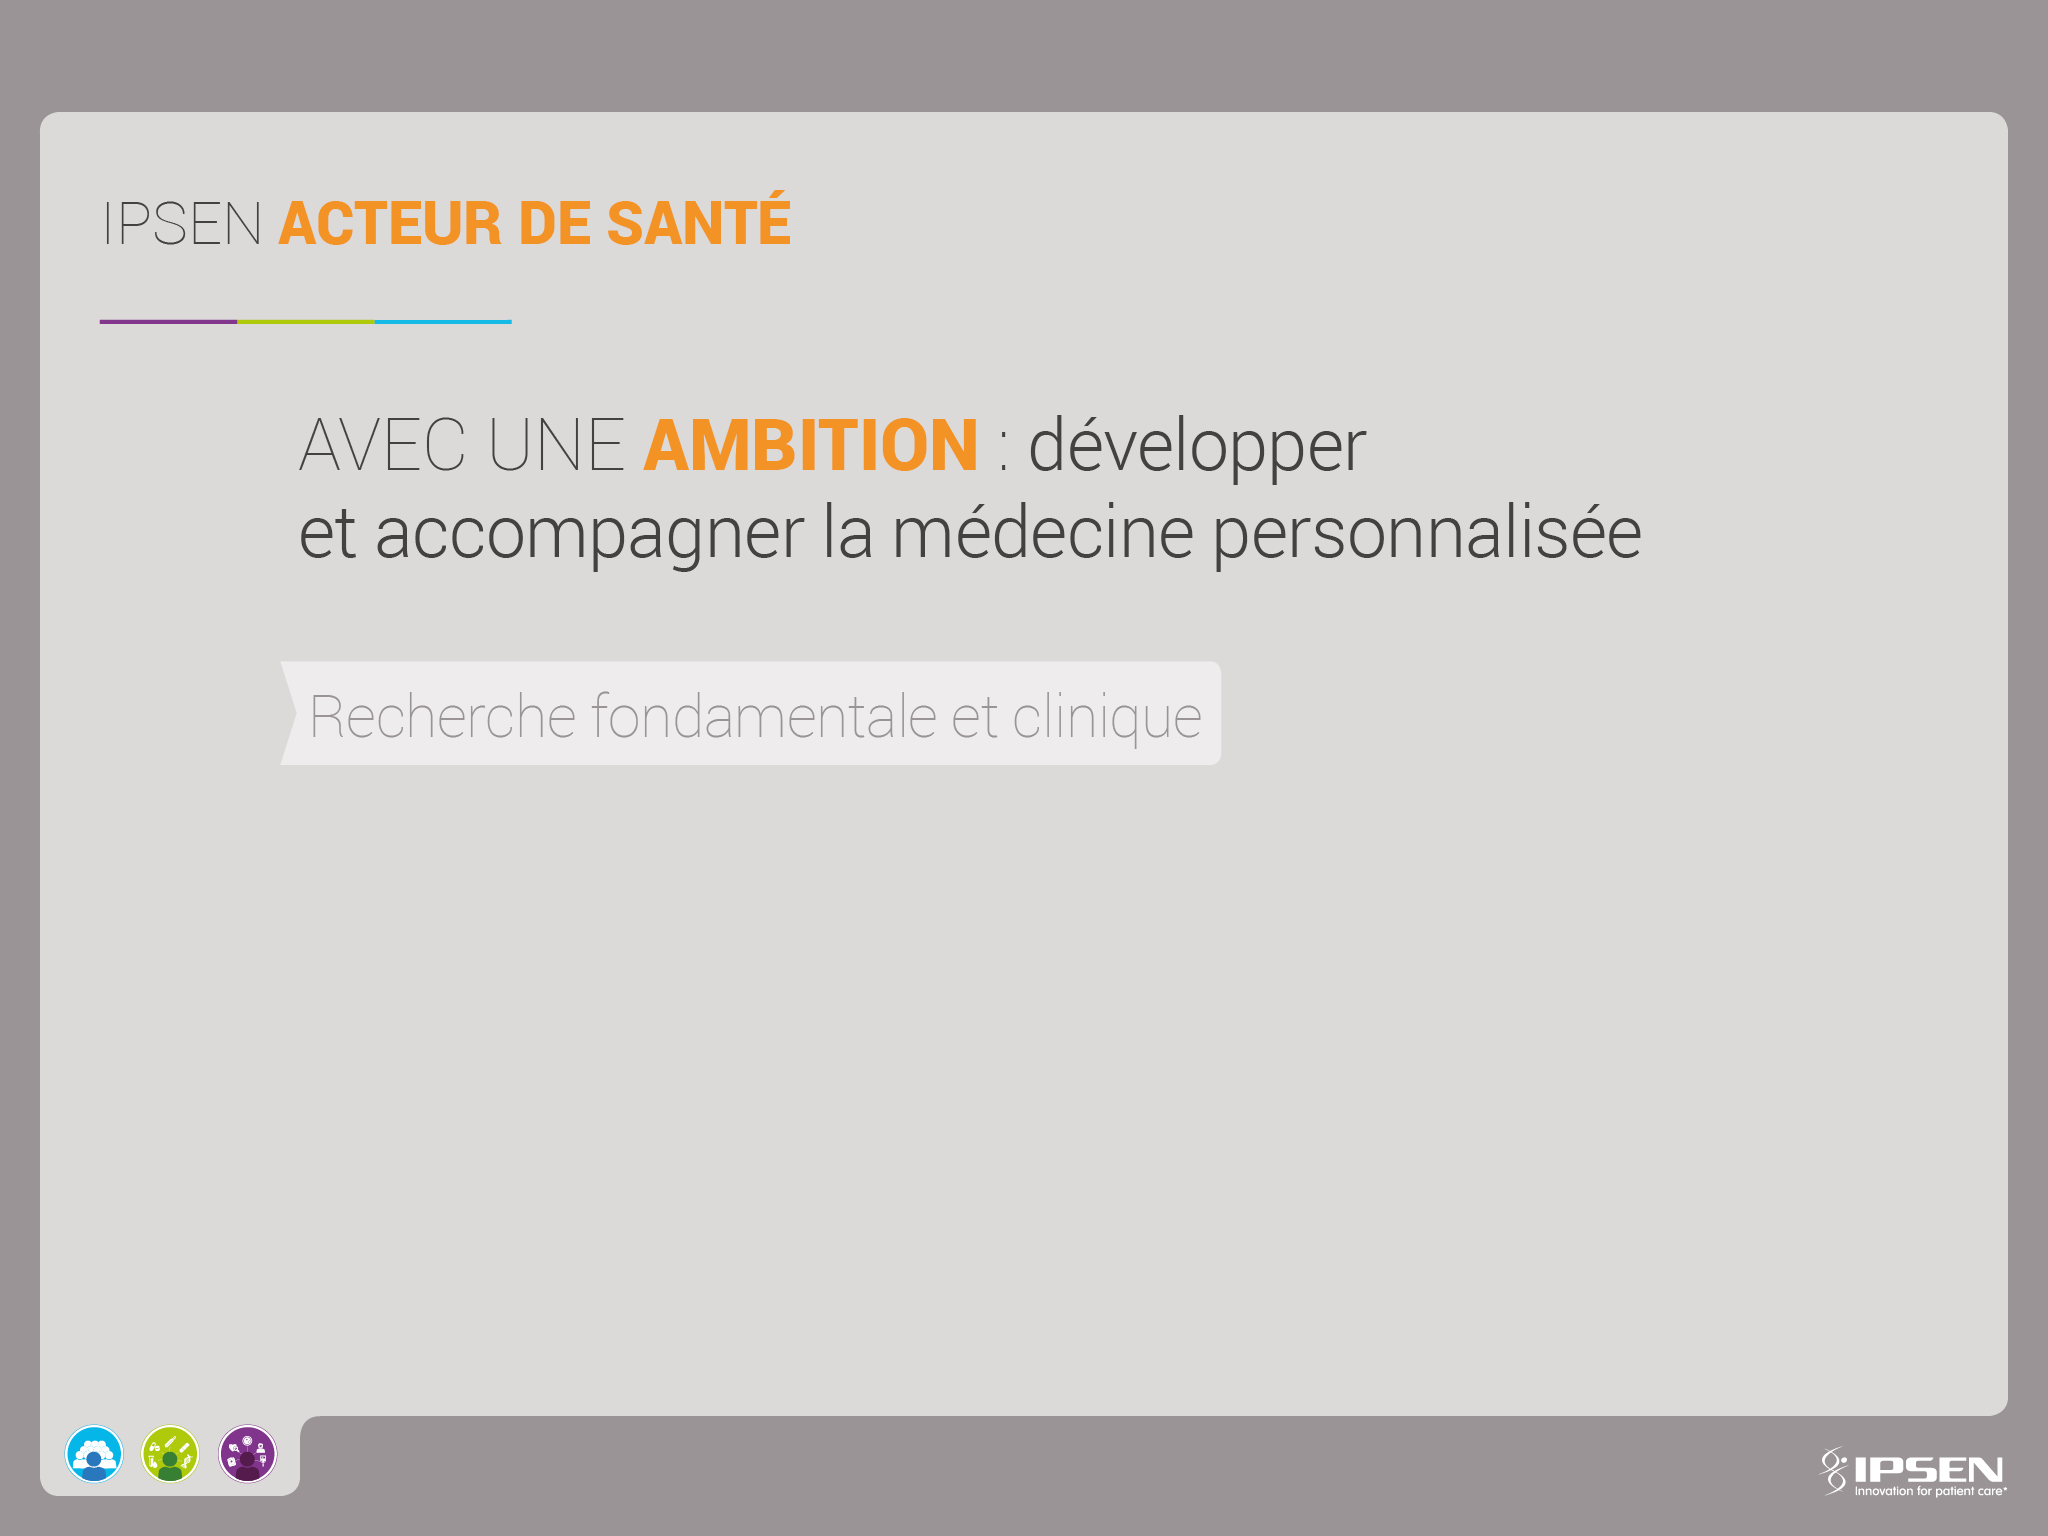 IPSEN ACTEUR DE SANTÉ
AVEC UNE AMBITION : développer
et accompagner la médecine personnalisée
Recherche fondamentale et clinique
IPSEN
Innovation for patient care*